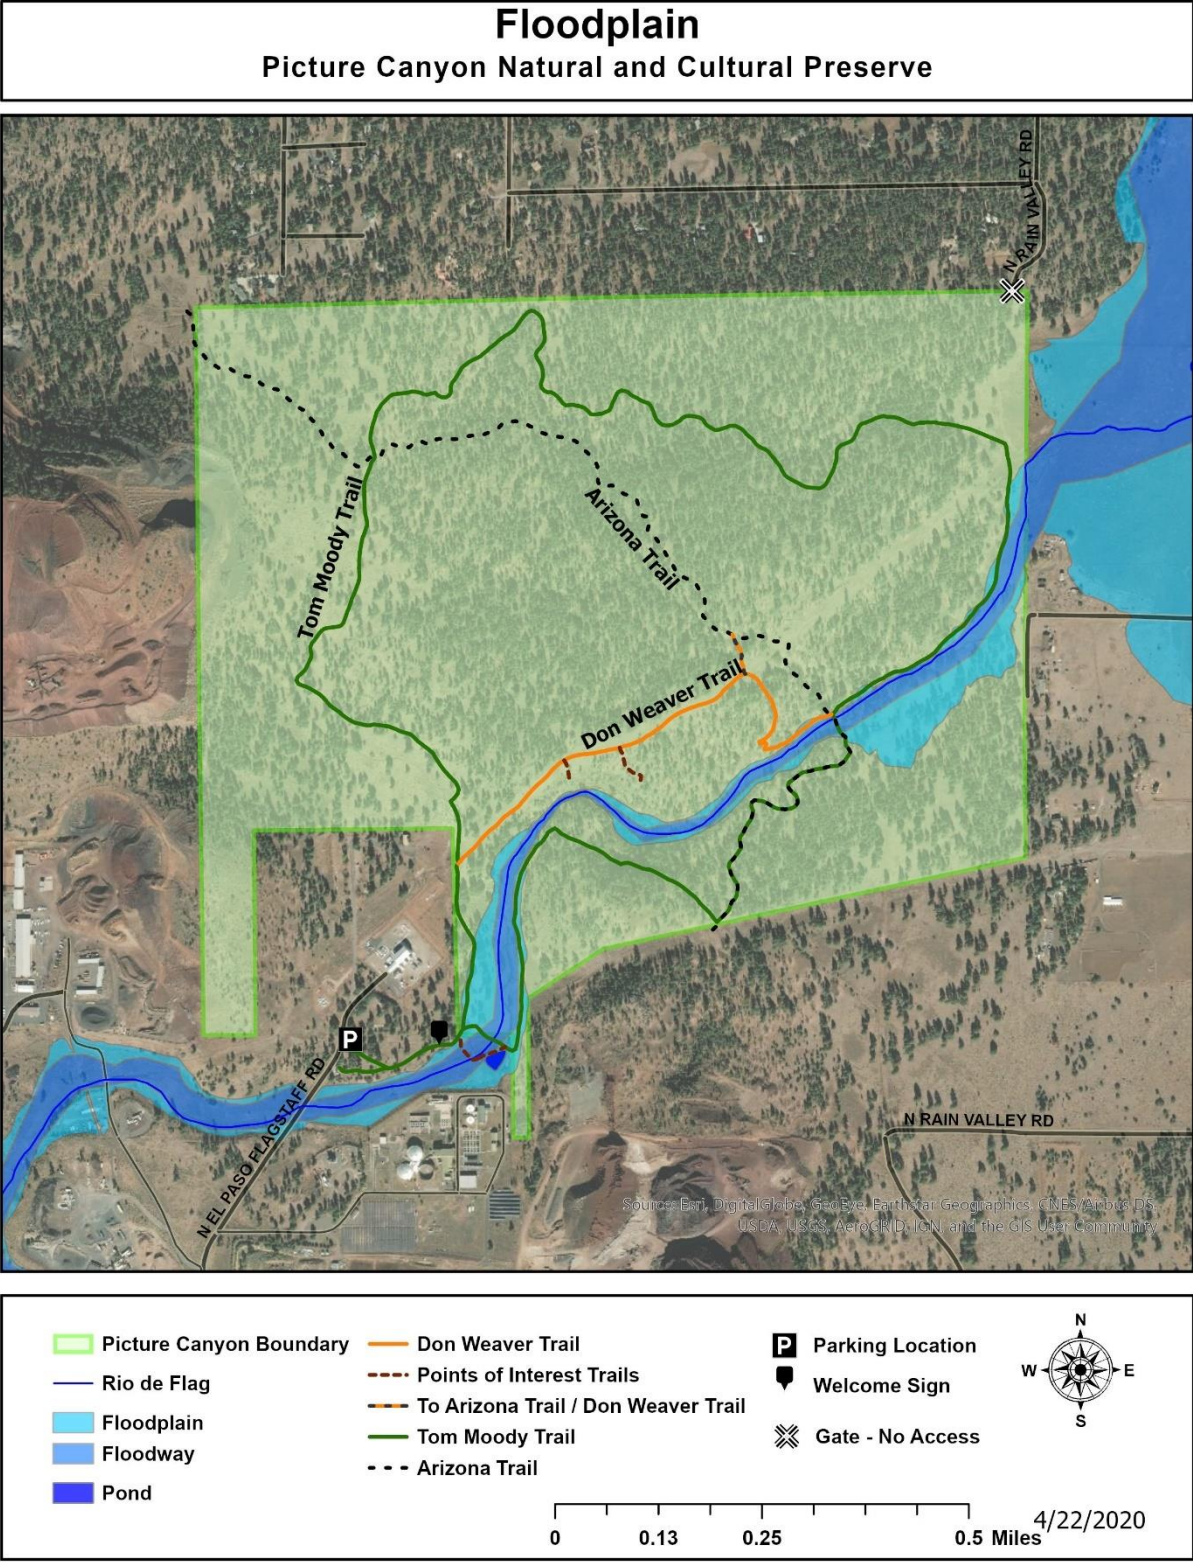 Floodplain
Picture Canyon Natural and Cultural Preserve
N RAIN VALLEY RD
Tom Moody Trail
Arizona Trail
Don Weaver Trail
P
N EL PASO FLAGSTAFF RD
N RAIN VALLEY RD
Source: Esri, DigitalGlobe, GeoEye, Earthstar Geographics, CNES/Airbus DS,
USDA, USGS, AeroGRID, IGN, and the GIS User Community
Picture Canyon Boundary
Rio de Flag
Floodplain
Floodway
Pond
Don Weaver Trail
Points of Interest Trails
To Arizona Trail / Don Weaver Trail
Tom Moody Trail
Arizona Trail
P Parking Location
Welcome Sign
Gate - No Access
N
W E
S
0 0.13 0.25 0.5 Miles
4/22/2020